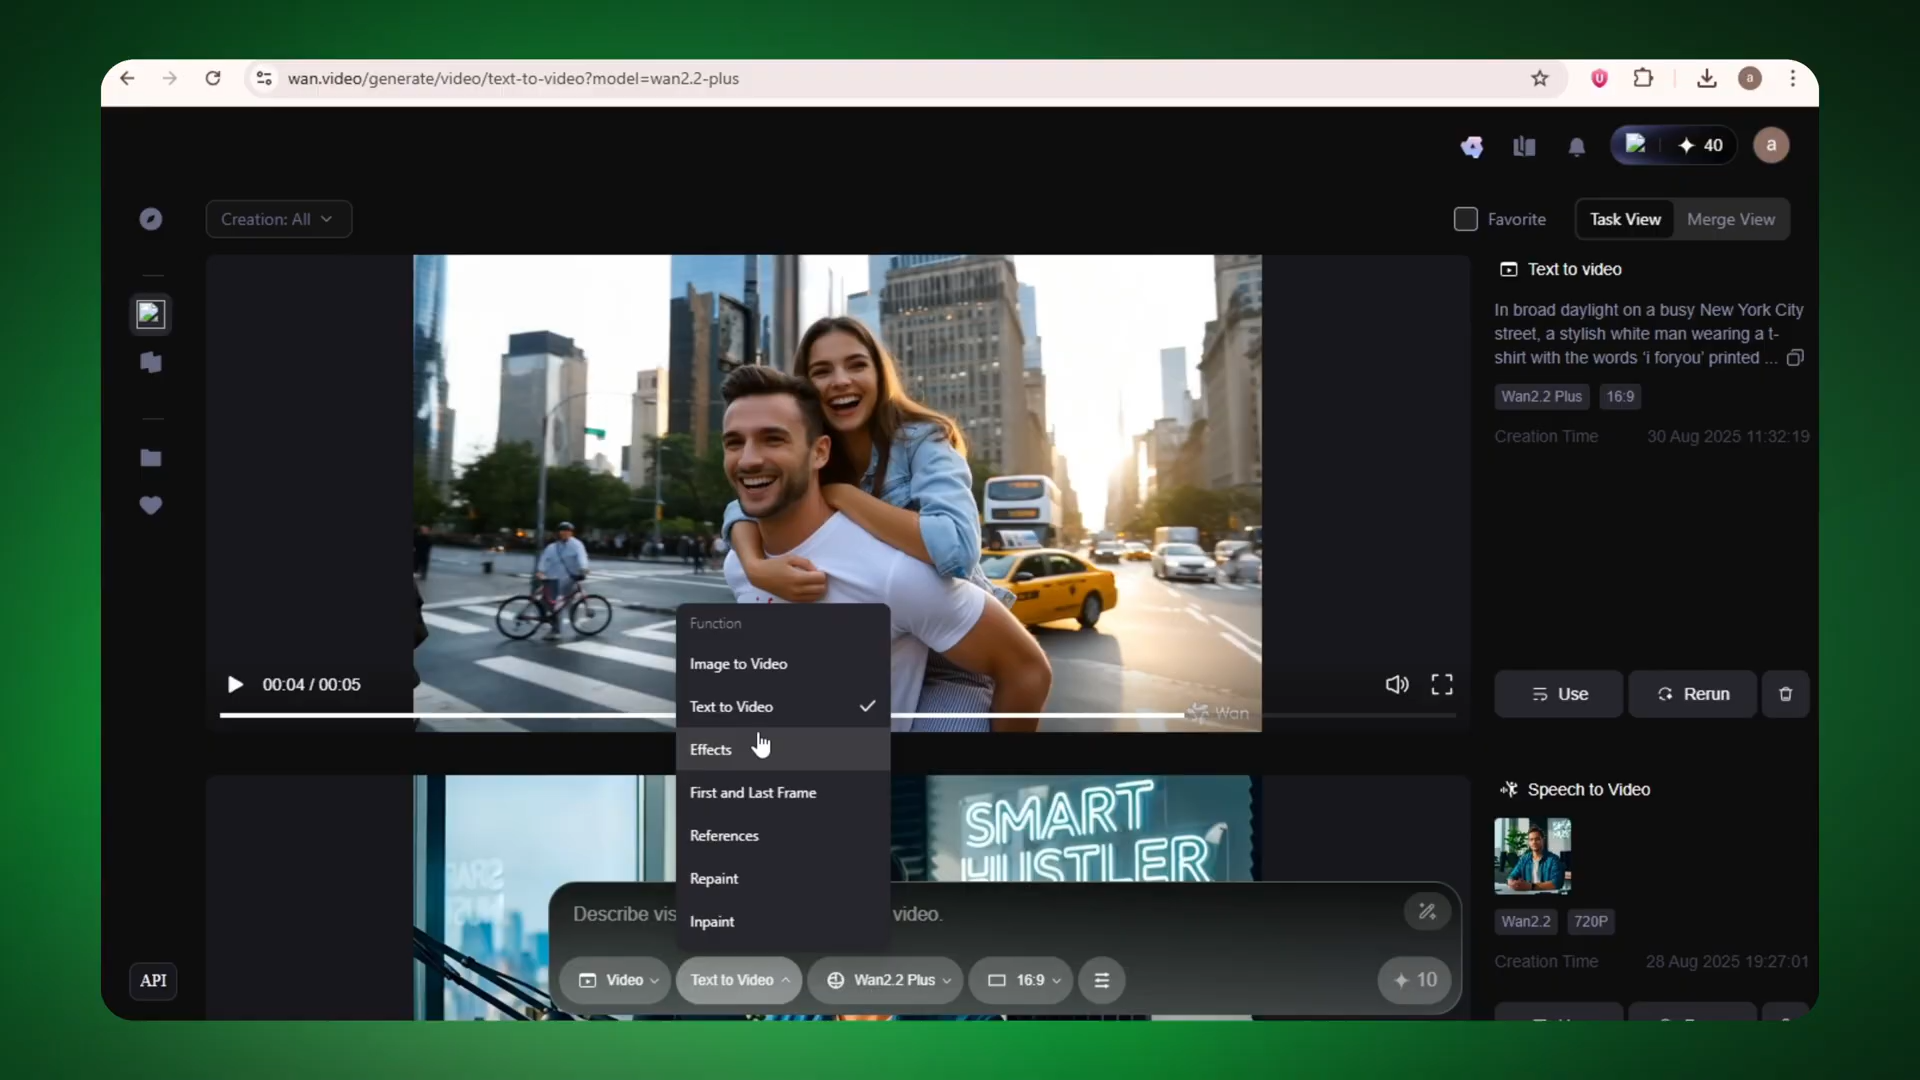 wan.video/generate/video/text-to-video?model=wan2.2-plus
a
40
a
Creation: All
Favorite
Task View
Merge View
Text to video
In broad daylight on a busy New York City
street, a stylish white man wearing a t-
shirt with the words ‘i foryou’ printed ...
Wan2.2 Plus
16:9
Creation Time
30 Aug 2025 11:32:19
00:04 / 00:05
Wan
Use
Rerun
Function
Image to Video
Text to Video
Effects
First and Last Frame
References
Repaint
Inpaint
SMART
HUSTLER
Speech to Video
Wan2.2
720P
Creation Time
28 Aug 2025 19:27:01
Describe vis
video.
API
Video
Text to Video
Wan2.2 Plus
16:9
10